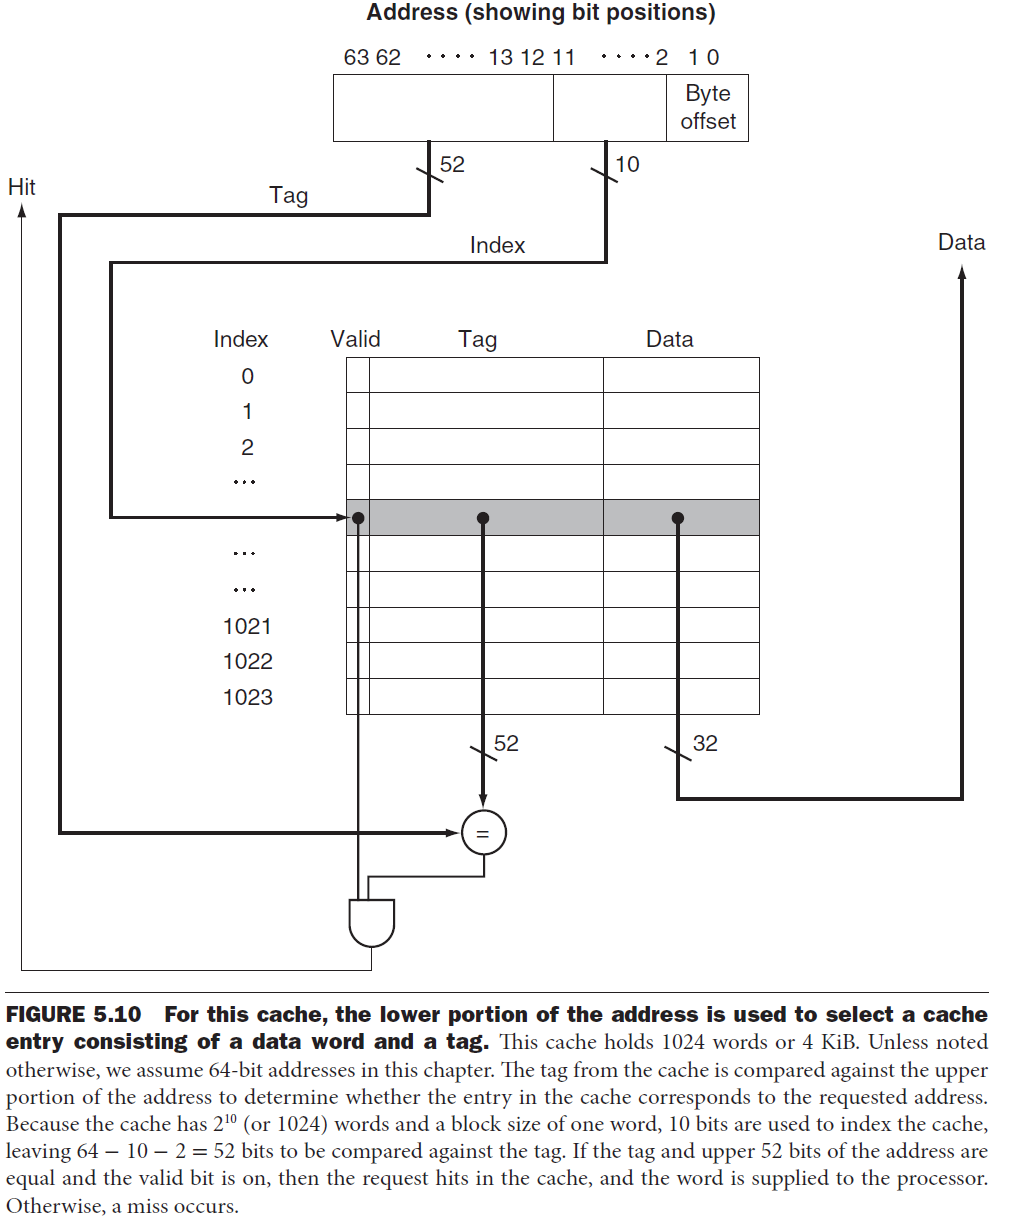 Address (showing bit positions)
63 62 · · · · 13 12 11 · · · · 2 1 0
Byte
offset
52
10
Hit
Tag
Index
Data
Index Valid Tag Data
0
1
2
...
...
...
1021
1022
1023
52
32
=
FIGURE 5.10 For this cache, the lower portion of the address is used to select a cache
entry consisting of a data word and a tag. This cache holds 1024 words or 4 KiB. Unless noted
otherwise, we assume 64-bit addresses in this chapter. The tag from the cache is compared against the upper
portion of the address to determine whether the entry in the cache corresponds to the requested address.
Because the cache has 2¹⁰ (or 1024) words and a block size of one word, 10 bits are used to index the cache,
leaving 64 − 10 − 2 = 52 bits to be compared against the tag. If the tag and upper 52 bits of the address are
equal and the valid bit is on, then the request hits in the cache, and the word is supplied to the processor.
Otherwise, a miss occurs.